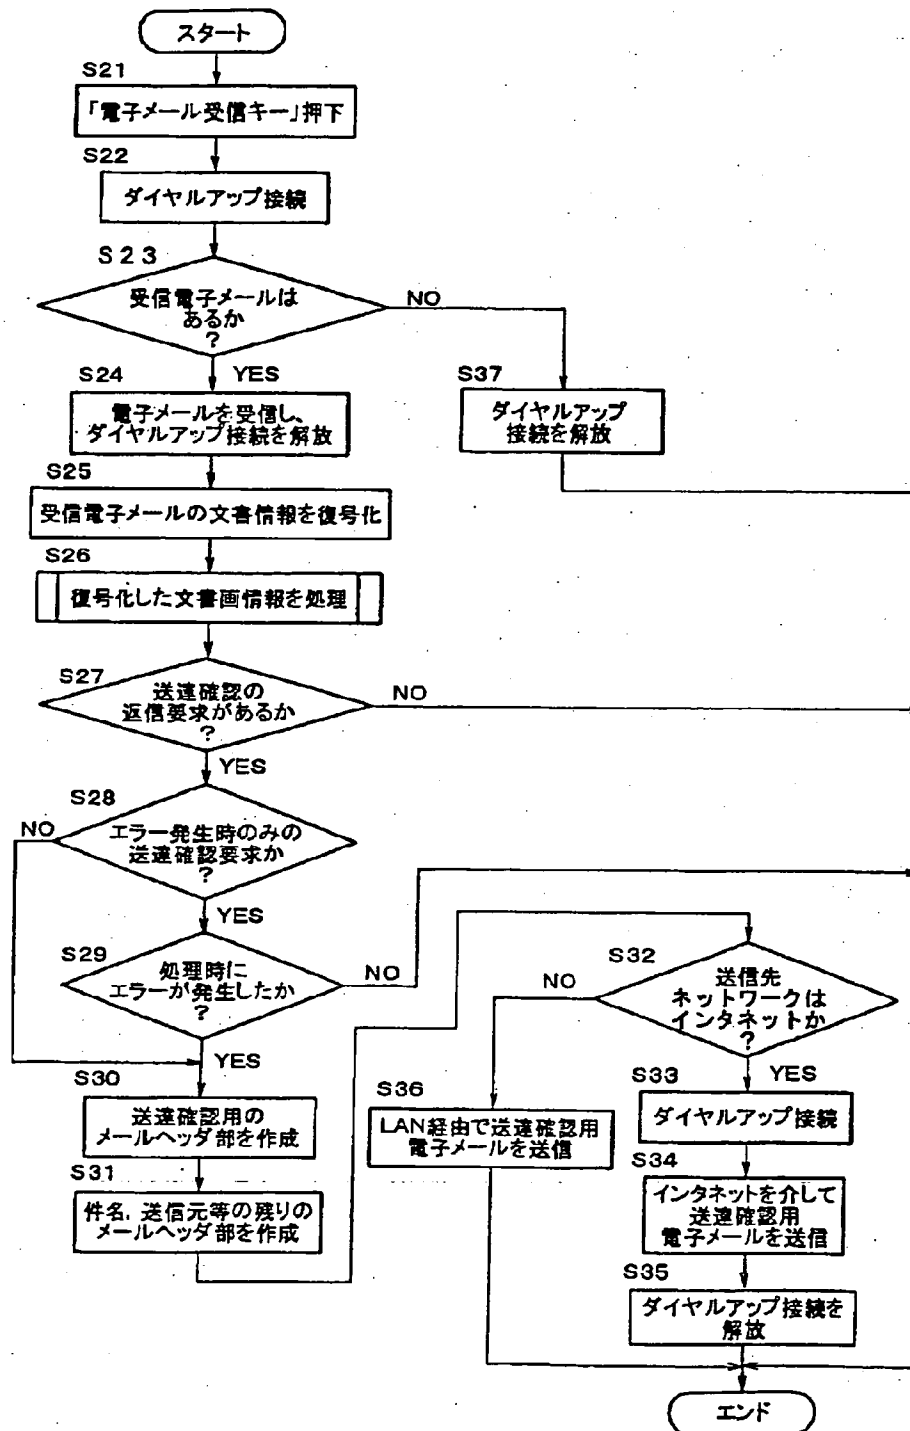 スタート
S21
「電子メール受信キー」押下
S22
ダイヤルアップ接続
S23
受信電子メールは
あるか
?
NO
YES
S24
電子メールを受信し、
ダイヤルアップ接続を解放
S37
ダイヤルアップ
接続を解放
S25
受信電子メールの文書情報を復号化
S26
復号化した文書画情報を処理
S27
送達確認の
返信要求があるか
?
NO
YES
S28
エラー発生時のみの
送達確認要求か
?
NO
YES
S29
処理時に
エラーが発生したか
?
NO
YES
S30
送達確認用の
メールヘッダ部を作成
S31
件名、送信元等の残りの
メールヘッダ部を作成
S32
送信先
ネットワークは
インタネットか
?
NO
YES
S33
ダイヤルアップ接続
S34
インタネットを介して
送達確認用
電子メールを送信
S35
ダイヤルアップ接続を
解放
S36
LAN経由で送達確認用
電子メールを送信
エンド